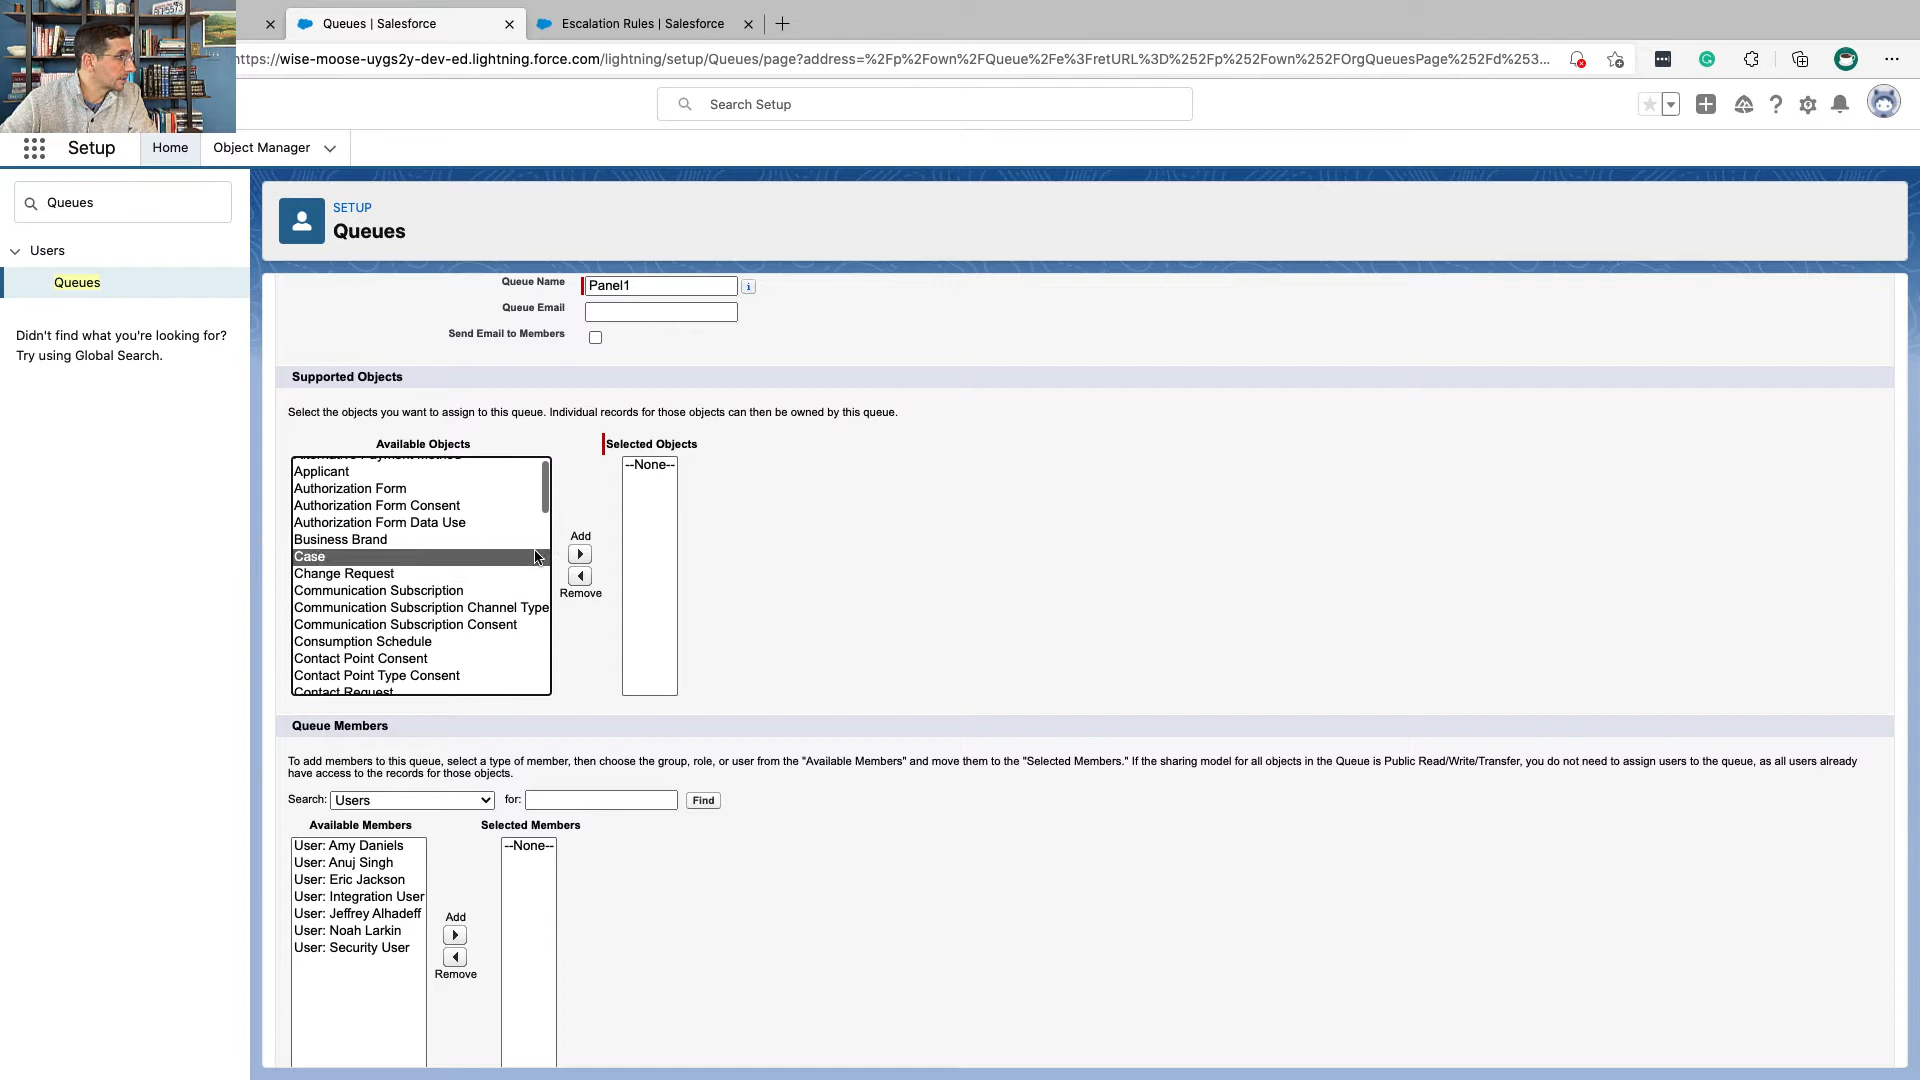 Queues | Salesforce
Escalation Rules | Salesforce
https://wise-moose-uygs2y-dev-ed.lightning.force.com/lightning/setup/Queues/page?address=%2Fp%2Fown%2FQueue%2Fe%3FretURL%3D%252Fp%252Fown%252FOrgQueuesPage%252Fd%253...
Search Setup
Setup
Home
Object Manager
Queues
Users
Queues
Didn't find what you're looking for?
Try using Global Search.
SETUP
Queues
Queue Name
Panel1
Queue Email
Send Email to Members
Supported Objects
Select the objects you want to assign to this queue. Individual records for those objects can then be owned by this queue.
Available Objects
Selected Objects
Applicant
Authorization Form
Authorization Form Consent
Authorization Form Data Use
Business Brand
Case
Change Request
Communication Subscription
Communication Subscription Channel Type
Communication Subscription Consent
Consumption Schedule
Contact Point Consent
Contact Point Type Consent
Contact Request
Add
Remove
--None--
Queue Members
To add members to this queue, select a type of member, then choose the group, role, or user from the "Available Members" and move them to the "Selected Members." If the sharing model for all objects in the Queue is Public Read/Write/Transfer, you do not need to assign users to the queue, as all users already
have access to the records for those objects.
Search: Users for: Find
Available Members
Selected Members
User: Amy Daniels
User: Anuj Singh
User: Eric Jackson
User: Integration User
User: Jeffrey Alhadeff
User: Noah Larkin
User: Security User
Add
Remove
--None--